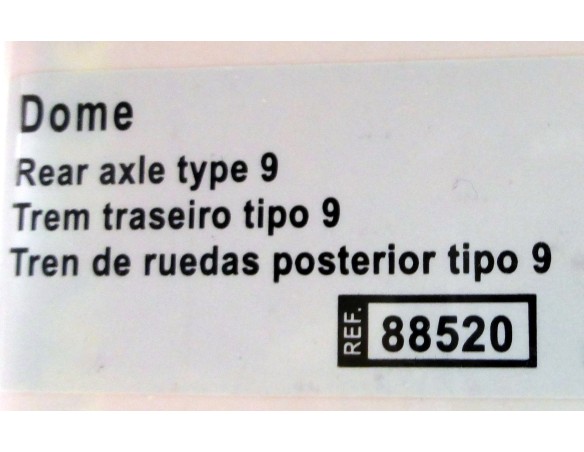 Dome
Rear axle type 9
Trem traseiro tipo 9
Tren de ruedas posterior tipo 9
REF. 88520